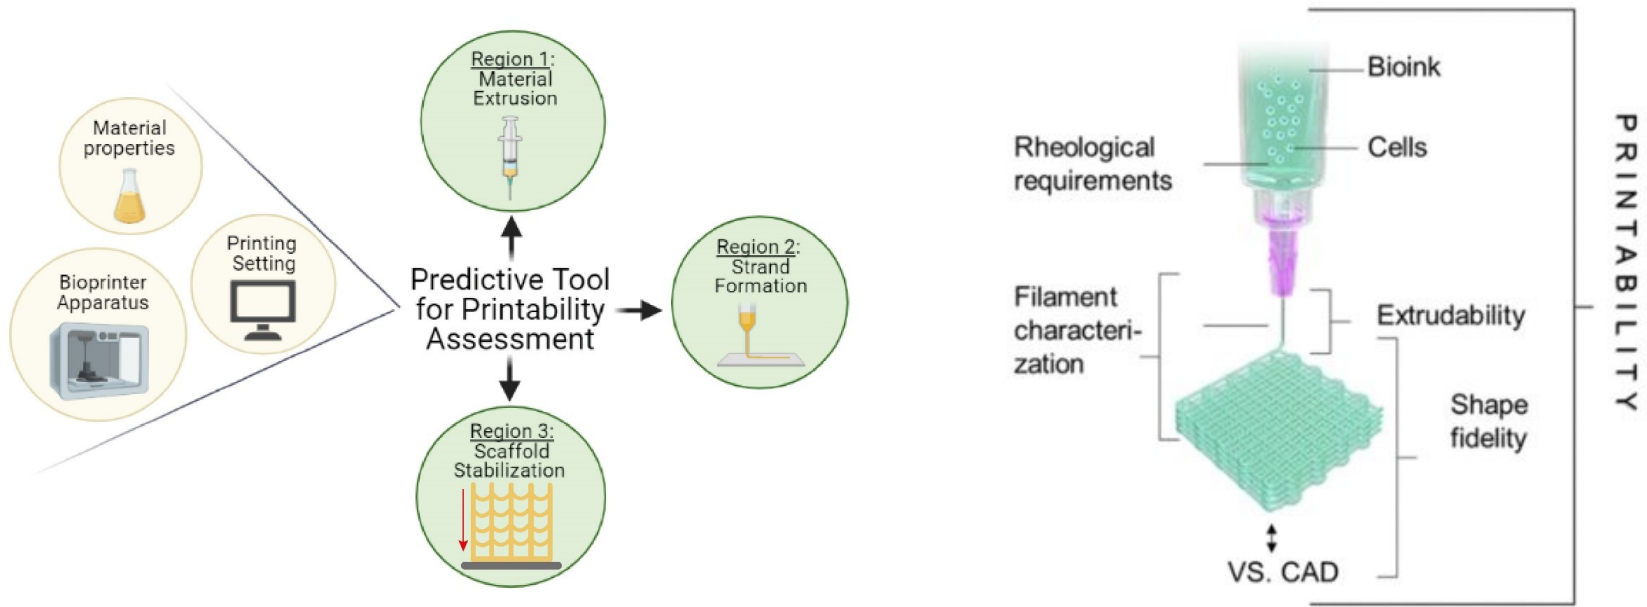 Material
properties
Bioprinter
Apparatus
Printing
Setting
Region 1:
Material
Extrusion
Predictive Tool
for Printability
Assessment
Region 2:
Strand
Formation
Region 3:
Scaffold
Stabilization
Bioink
Cells
Rheological
requirements
Filament
characteri-
zation
Extrudability
Shape
fidelity
VS. CAD
PRINTABILITY